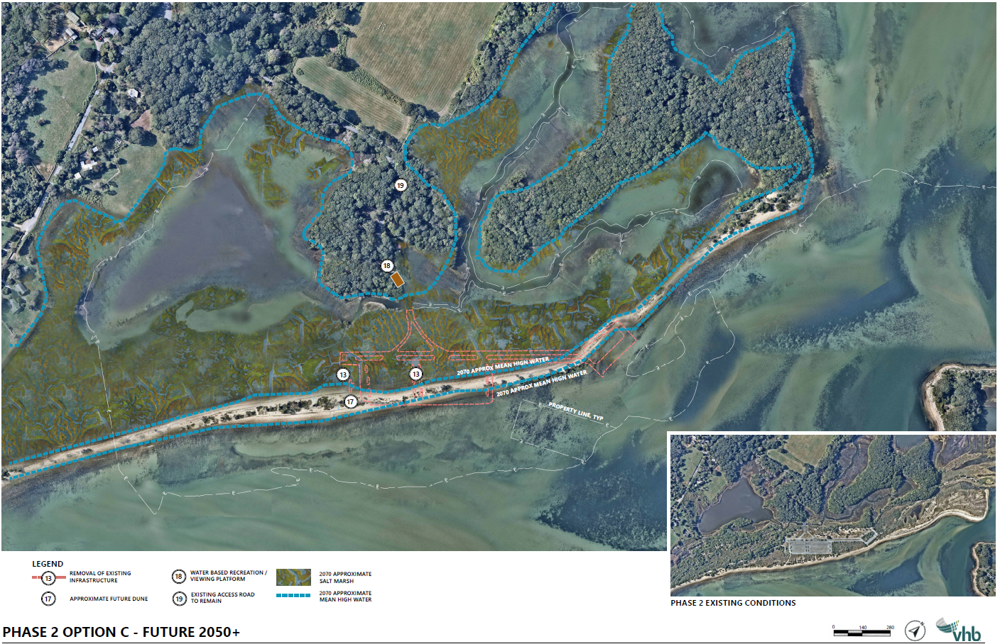 19
18
13
13
17
2070 APPROX MEAN HIGH WATER
2070 APPROX MEAN HIGH WATER
PROPERTY LINE, TYP
LEGEND
13 REMOVAL OF EXISTING
INFRASTRUCTURE
17 APPROXIMATE FUTURE DUNE
18 WATER BASED RECREATION /
VIEWING PLATFORM
19 EXISTING ACCESS ROAD
TO REMAIN
2070 APPROXIMATE
SALT MARSH
2070 APPROXIMATE
MEAN HIGH WATER
PHASE 2 EXISTING CONDITIONS
PHASE 2 OPTION C - FUTURE 2050+
0 140 280
N
vhb